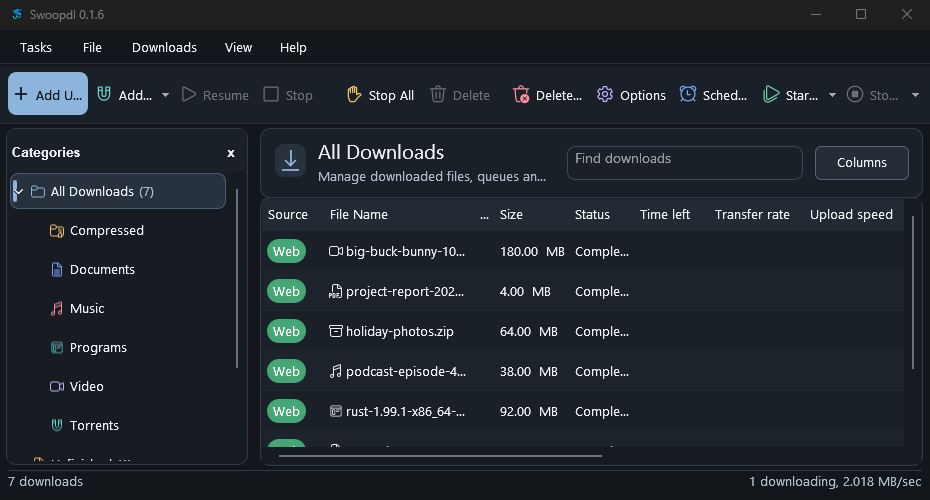 Swoopdl 0.1.6
Tasks File Downloads View Help
Add U... Add... Resume Stop Stop All Delete Delete... Options Sched... Star... Sto...
Categories x
All Downloads (7)
Compressed
Documents
Music
Programs
Video
Torrents
All Downloads
Manage downloaded files, queues an...
Find downloads
Columns
Source File Name ... Size Status Time left Transfer rate Upload speed
Web big-buck-bunny-10... 180.00 MB Comple...
Web project-report-202... 4.00 MB Comple...
Web holiday-photos.zip 64.00 MB Comple...
Web podcast-episode-4... 38.00 MB Comple...
Web rust-1.99.1-x86_64-... 92.00 MB Comple...
7 downloads
1 downloading, 2.018 MB/sec